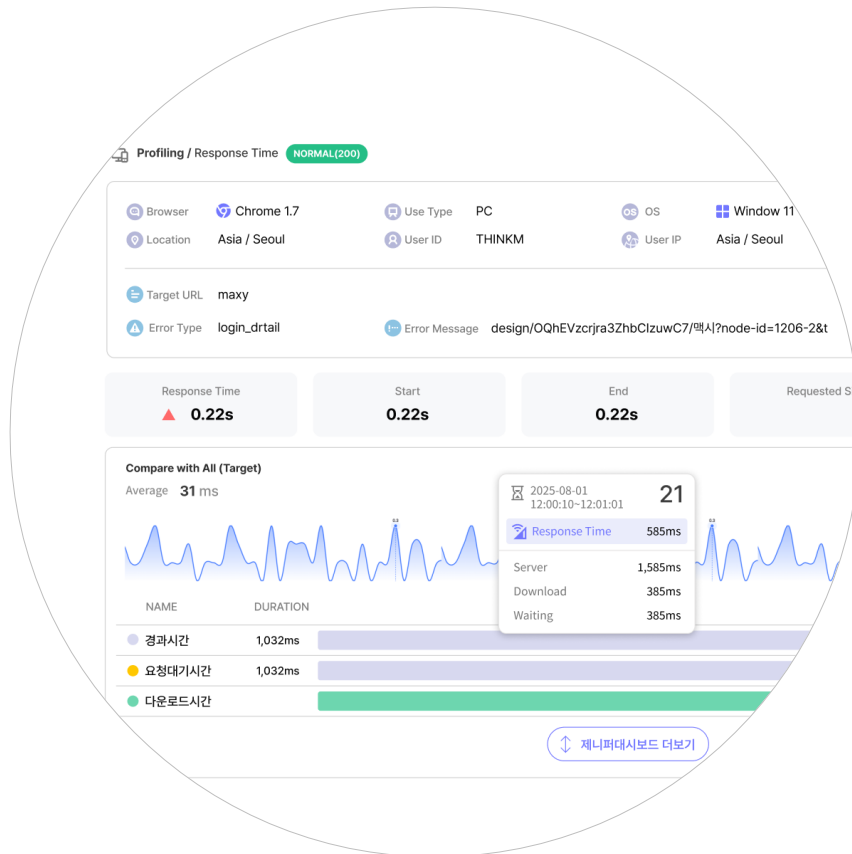 Profiling / Response Time NORMAL(200)
Browser Chrome 1.7 Use Type PC OS OS Window 11
Location Asia / Seoul User ID THINKM User IP Asia / Seoul
Target URL maxy
Error Type login_drtail Error Message design/OQhEVzcrjra3ZhbCIzuwC7/맥시?node-id=1206-2&t
Response Time Start End Requested S
0.22s 0.22s 0.22s
Compare with All (Target)
Average 31 ms
2025-08-01 21
12:00:10~12:01:01
Response Time 585ms
Server 1,585ms
Download 385ms
Waiting 385ms
NAME DURATION
경과시간 1,032ms
요청대기시간 1,032ms
다운로드시간
제니퍼대시보드 더보기